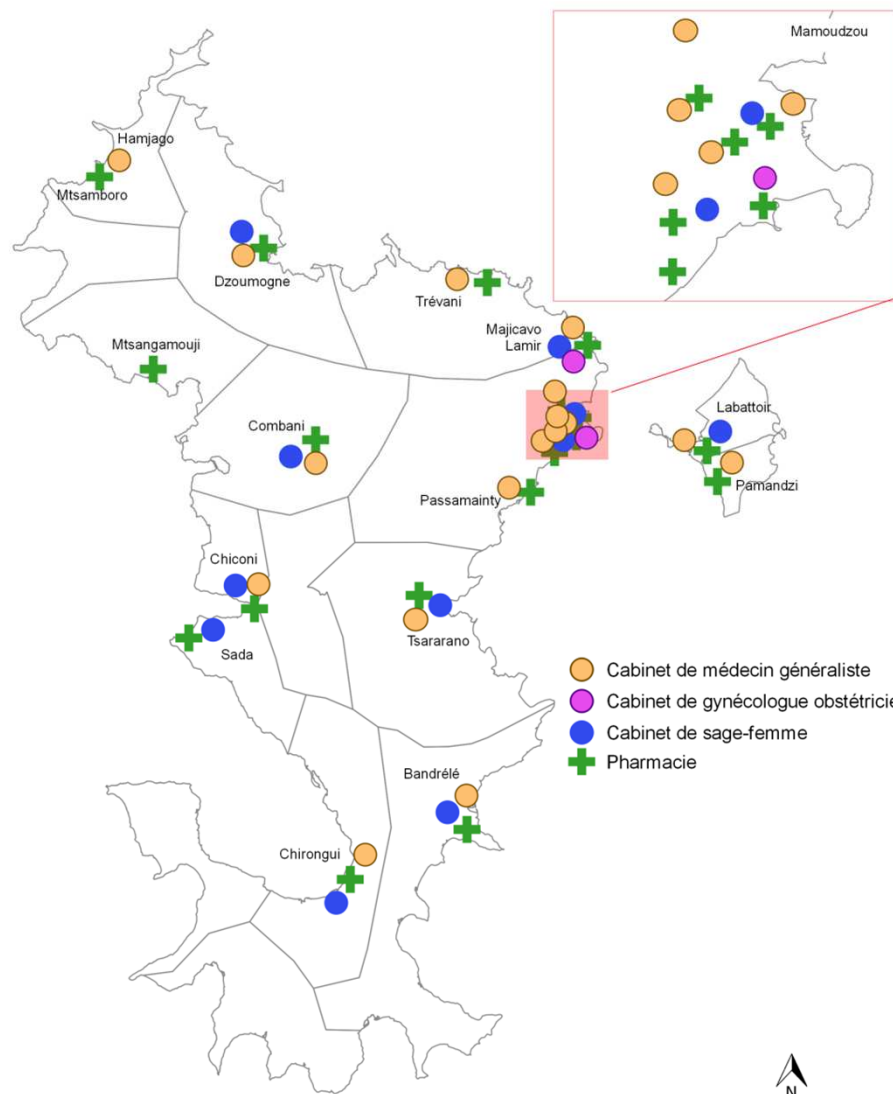 Mamoudzou
Hamjago
Mtsamboro
Dzoumogne
Trévani
Majicavo
Lamir
Mtsangamouji
Labattoir
Combani
Pamandzi
Passamainty
Chiconi
Tsararano
Sada
Cabinet de médecin généraliste
Cabinet de gynécologue obstétricie
Cabinet de sage-femme
Pharmacie
Bandrélé
Chirongui
N